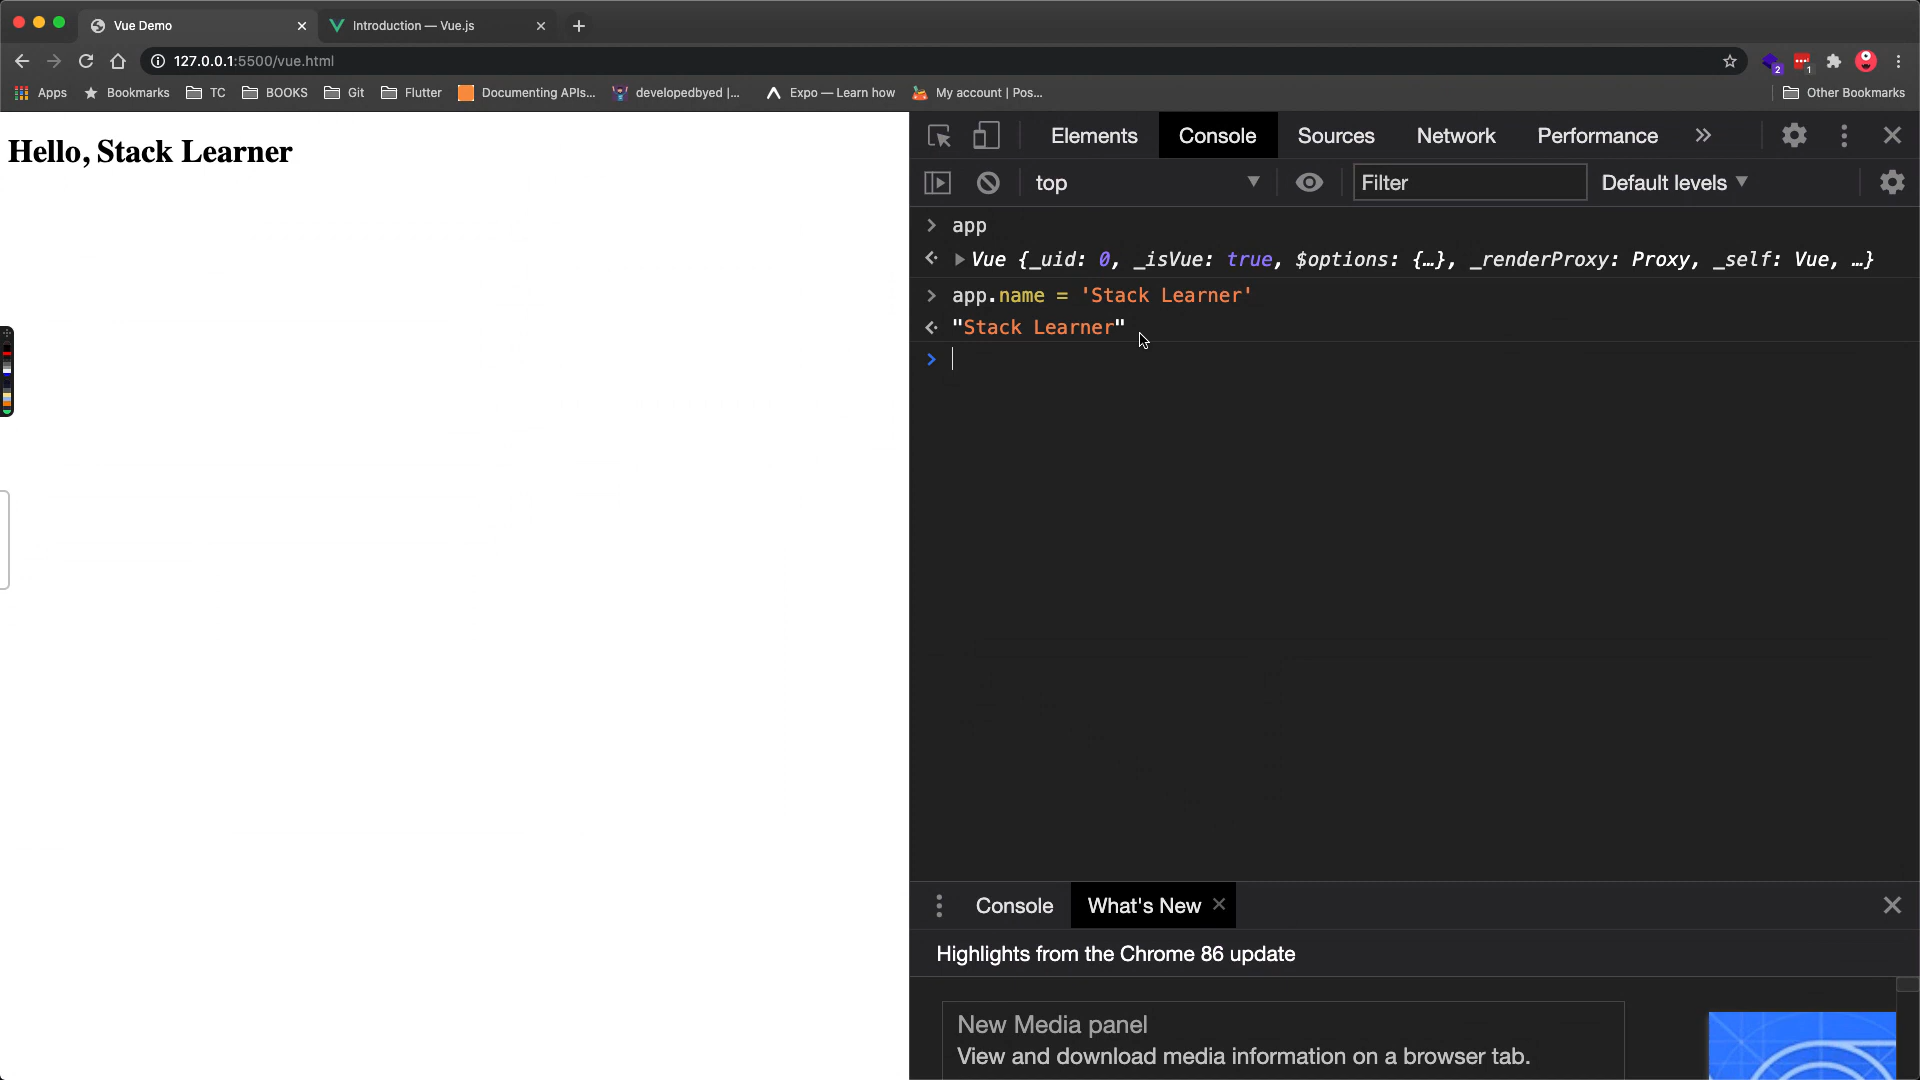 Vue Demo
Introduction — Vue.js
127.0.0.1:5500/vue.html
2
1
Apps
Bookmarks
TC
BOOKS
Git
Flutter
Documenting APIs...
developedbyed |...
Expo — Learn how
My account | Pos...
Other Bookmarks
Hello, Stack Learner
Elements
Console
Sources
Network
Performance
top
Filter
Default levels
> app
Vue {_uid: 0, _isVue: true, $options: {…}, _renderProxy: Proxy, _self: Vue, …}
> app.name = 'Stack Learner'
"Stack Learner"
>
Console
What's New
Highlights from the Chrome 86 update
New Media panel
View and download media information on a browser tab.